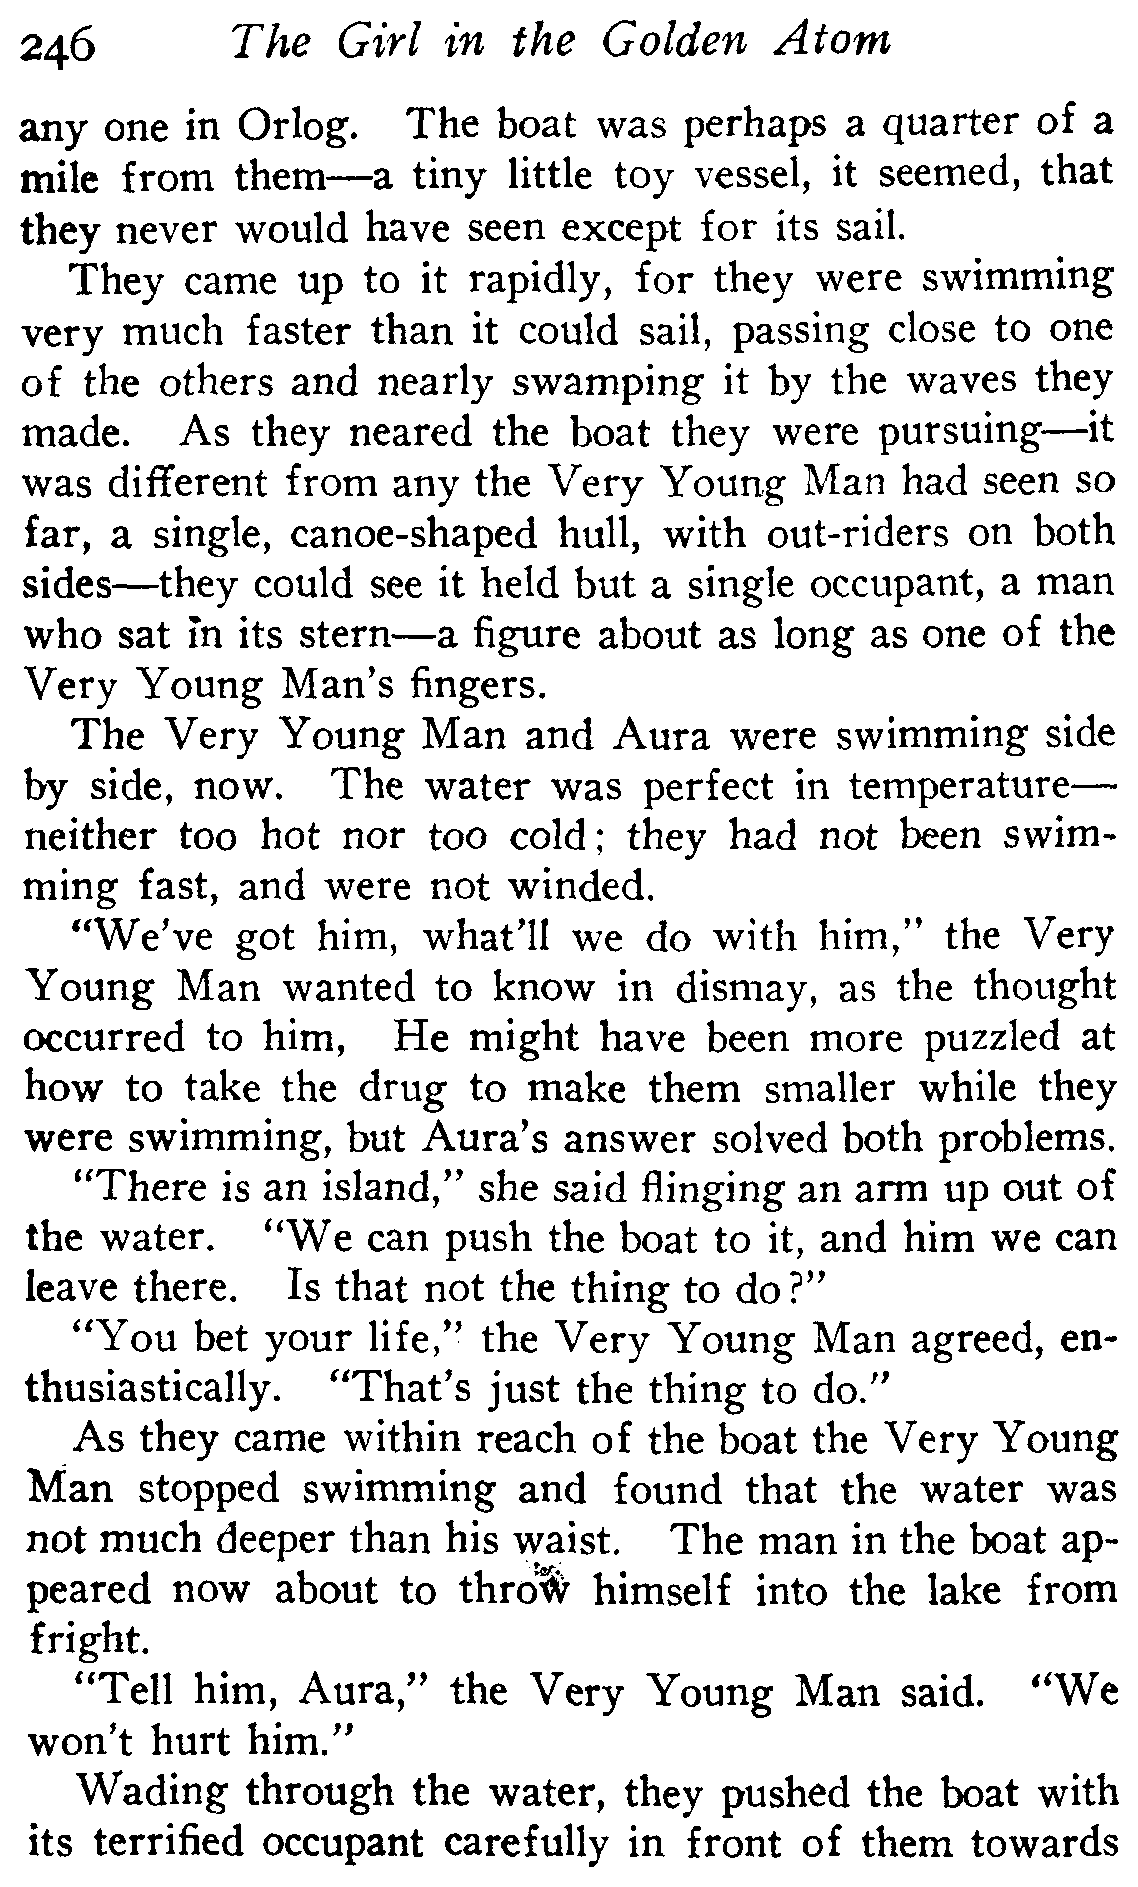 246 The Girl in the Golden Atom
any one in Orlog. The boat was perhaps a quarter of a
mile from them—a tiny little toy vessel, it seemed, that
they never would have seen except for its sail.
They came up to it rapidly, for they were swimming
very much faster than it could sail, passing close to one
of the others and nearly swamping it by the waves they
made. As they neared the boat they were pursuing—it
was different from any the Very Young Man had seen so
far, a single, canoe-shaped hull, with out-riders on both
sides—they could see it held but a single occupant, a man
who sat in its stern—a figure about as long as one of the
Very Young Man's fingers.
The Very Young Man and Aura were swimming side
by side, now. The water was perfect in temperature—
neither too hot nor too cold; they had not been swim-
ming fast, and were not winded.
"We've got him, what'll we do with him," the Very
Young Man wanted to know in dismay, as the thought
occurred to him, He might have been more puzzled at
how to take the drug to make them smaller while they
were swimming, but Aura's answer solved both problems.
"There is an island," she said flinging an arm up out of
the water. "We can push the boat to it, and him we can
leave there. Is that not the thing to do?"
"You bet your life," the Very Young Man agreed, en-
thusiastically. "That's just the thing to do."
As they came within reach of the boat the Very Young
Man stopped swimming and found that the water was
not much deeper than his waist. The man in the boat ap-
peared now about to throw himself into the lake from
fright.
"Tell him, Aura," the Very Young Man said. "We
won't hurt him."
Wading through the water, they pushed the boat with
its terrified occupant carefully in front of them towards